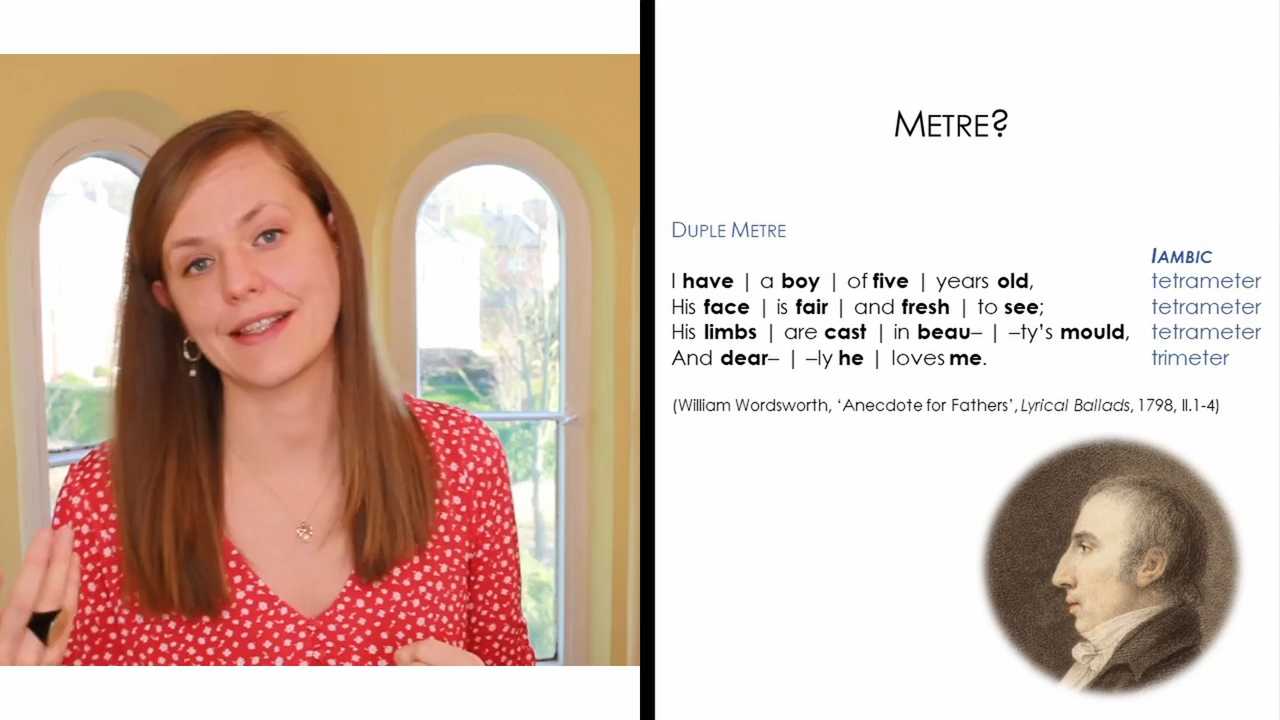 METRE?
DUPLE METRE
IAMBIC
I have | a boy | of five | years old, tetrameter
His face | is fair | and fresh | to see; tetrameter
His limbs | are cast | in beau– | –ty's mould, tetrameter
And dear– | –ly he | loves me. trimeter
(William Wordsworth, 'Anecdote for Fathers', Lyrical Ballads, 1798, ll.1-4)